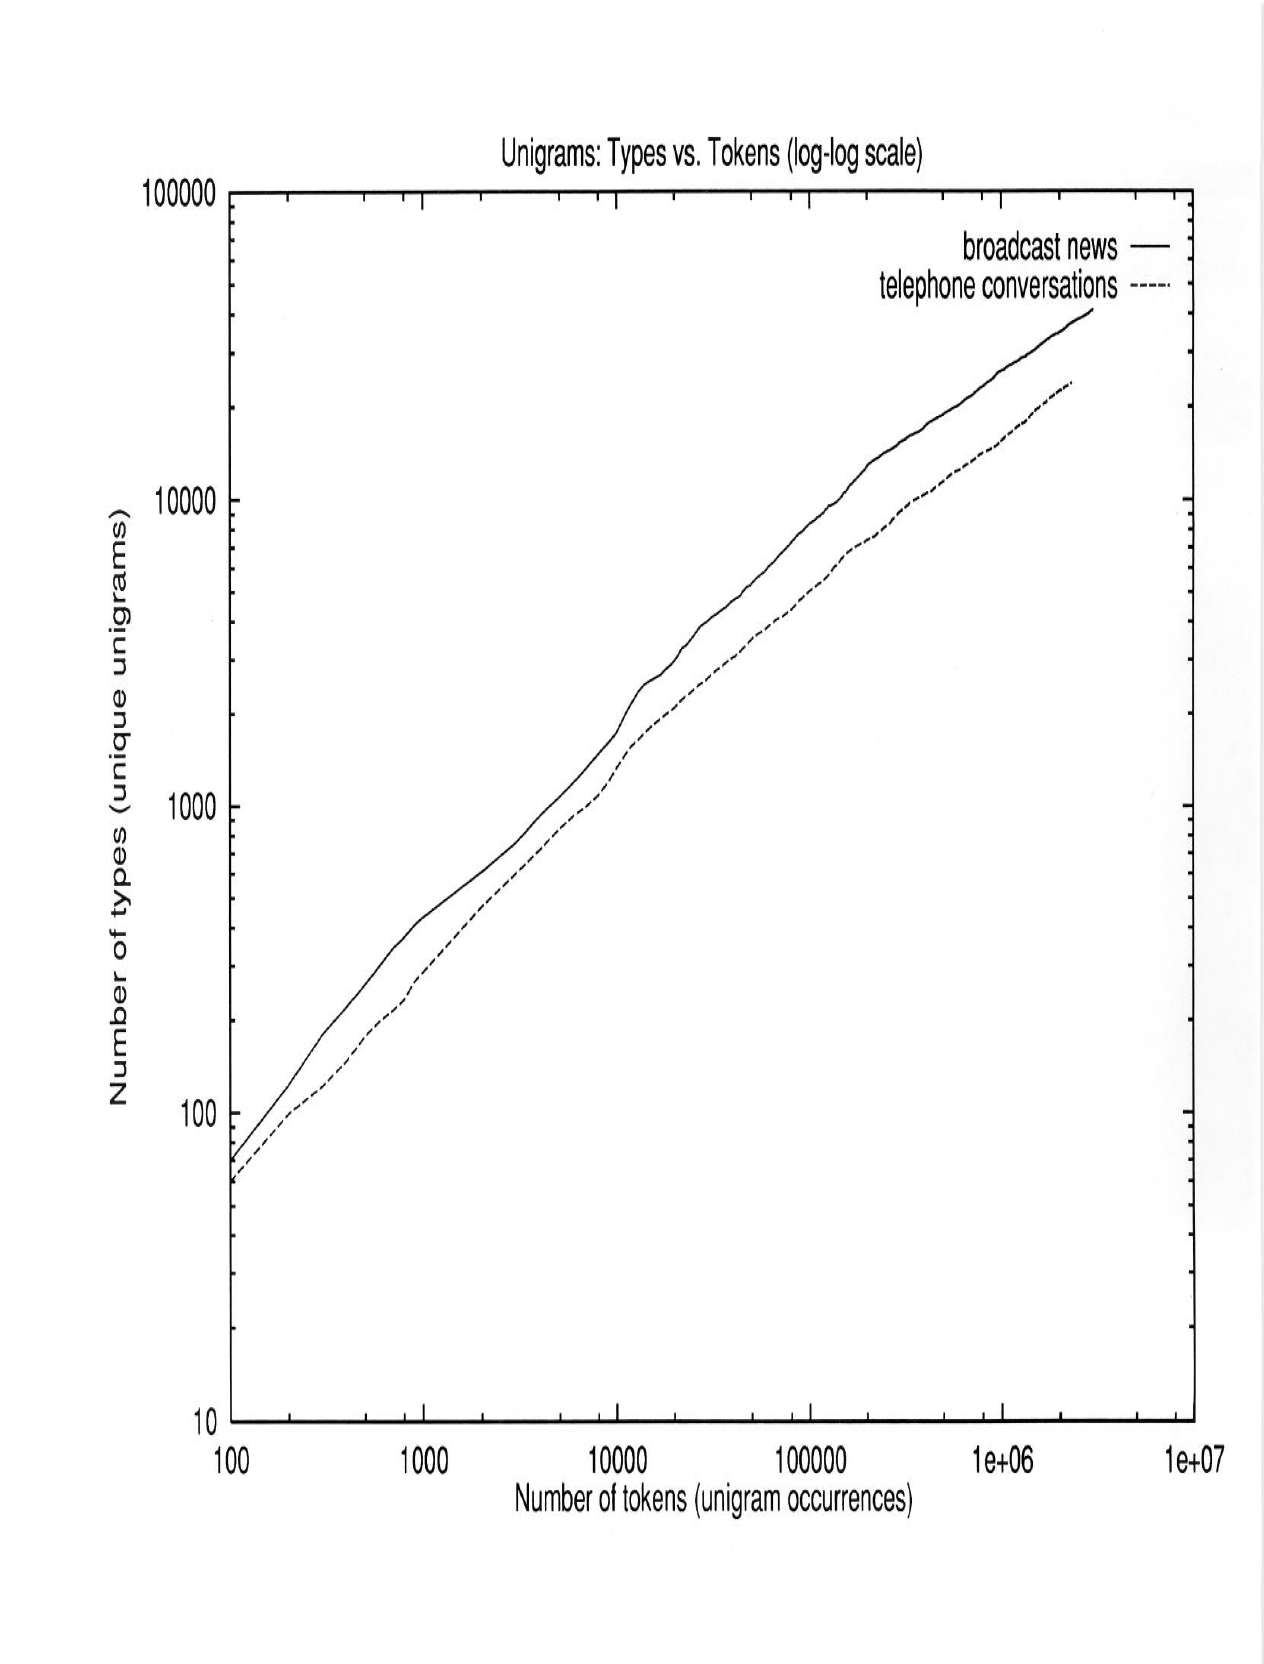 Unigrams: Types vs. Tokens (log-log scale)
100000
broadcast news
telephone conversations
10000
Number of types (unique unigrams)
1000
100
10
100 1000 10000 100000 1e+06 1e+07
Number of tokens (unigram occurrences)